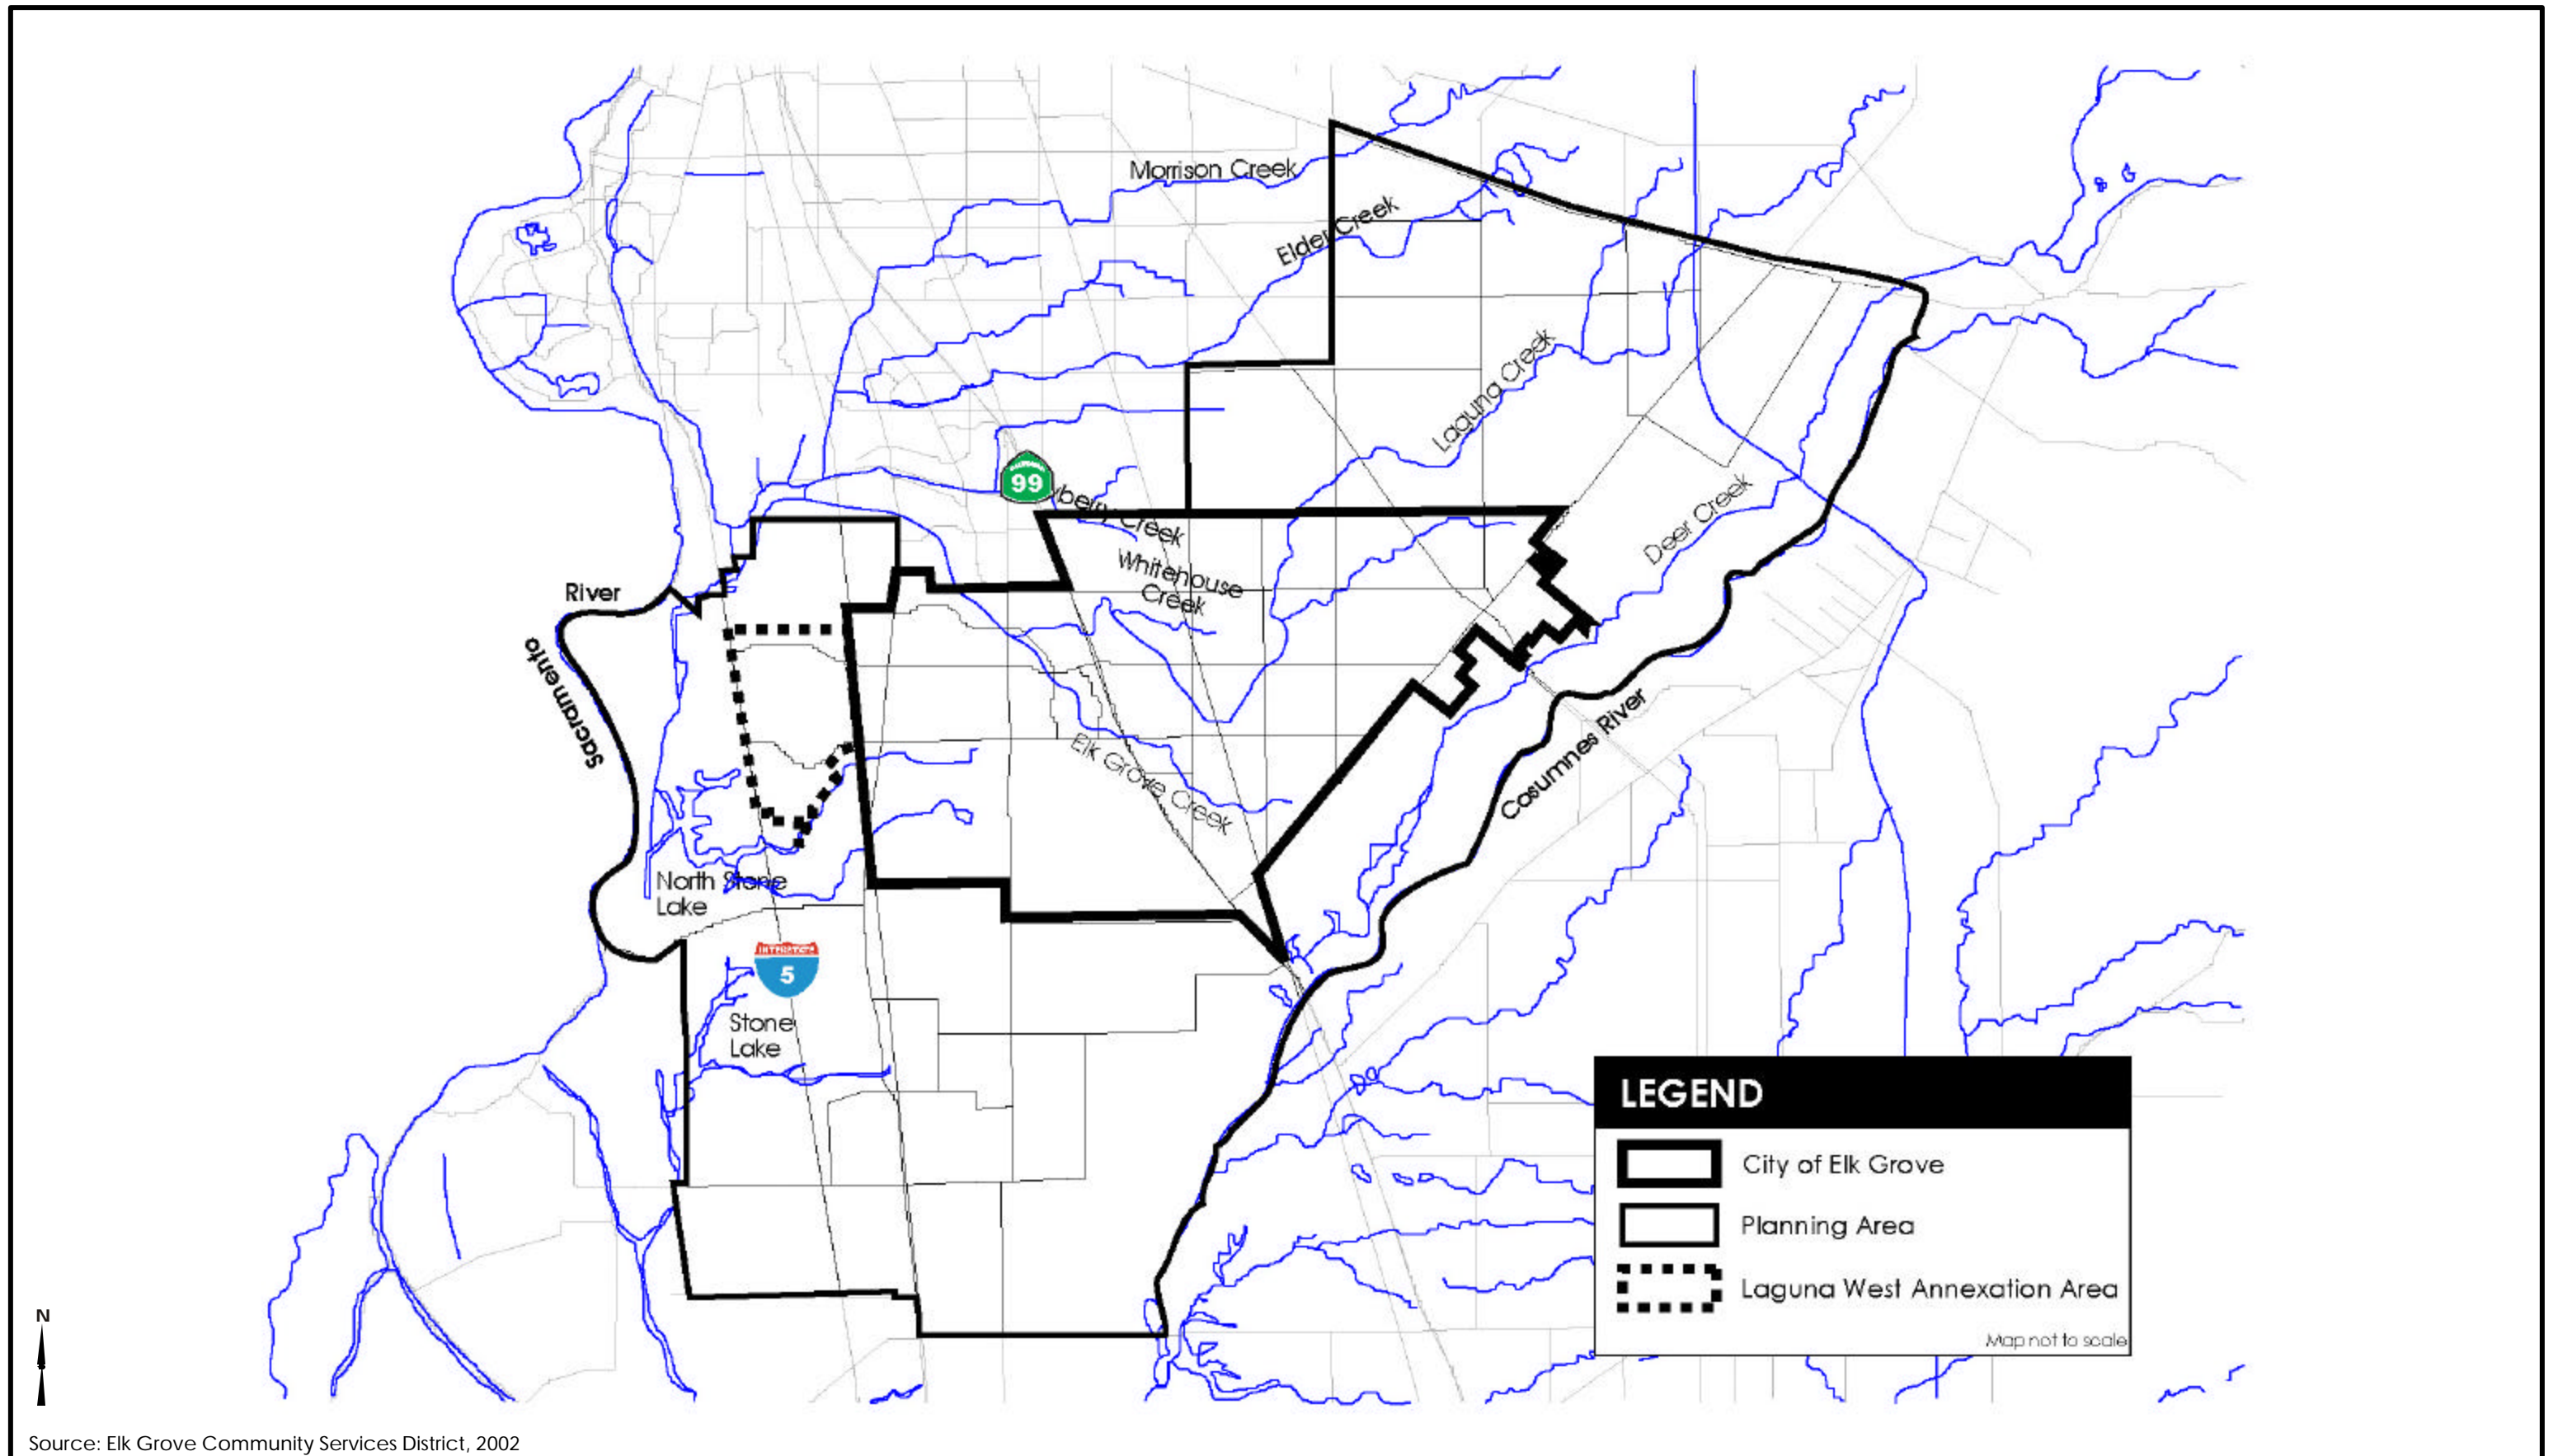 Morrison Creek
Elder Creek
Laguna Creek
99
Creek
Whitehouse
Creek
Deer Creek
River
Sacramento
Elk Grove Creek
Cosumnes River
North Stone
Lake
INTERSTATE
5
Stone
Lake
LEGEND
City of Elk Grove
Planning Area
Laguna West Annexation Area
Map not to scale
N
Source: Elk Grove Community Services District, 2002